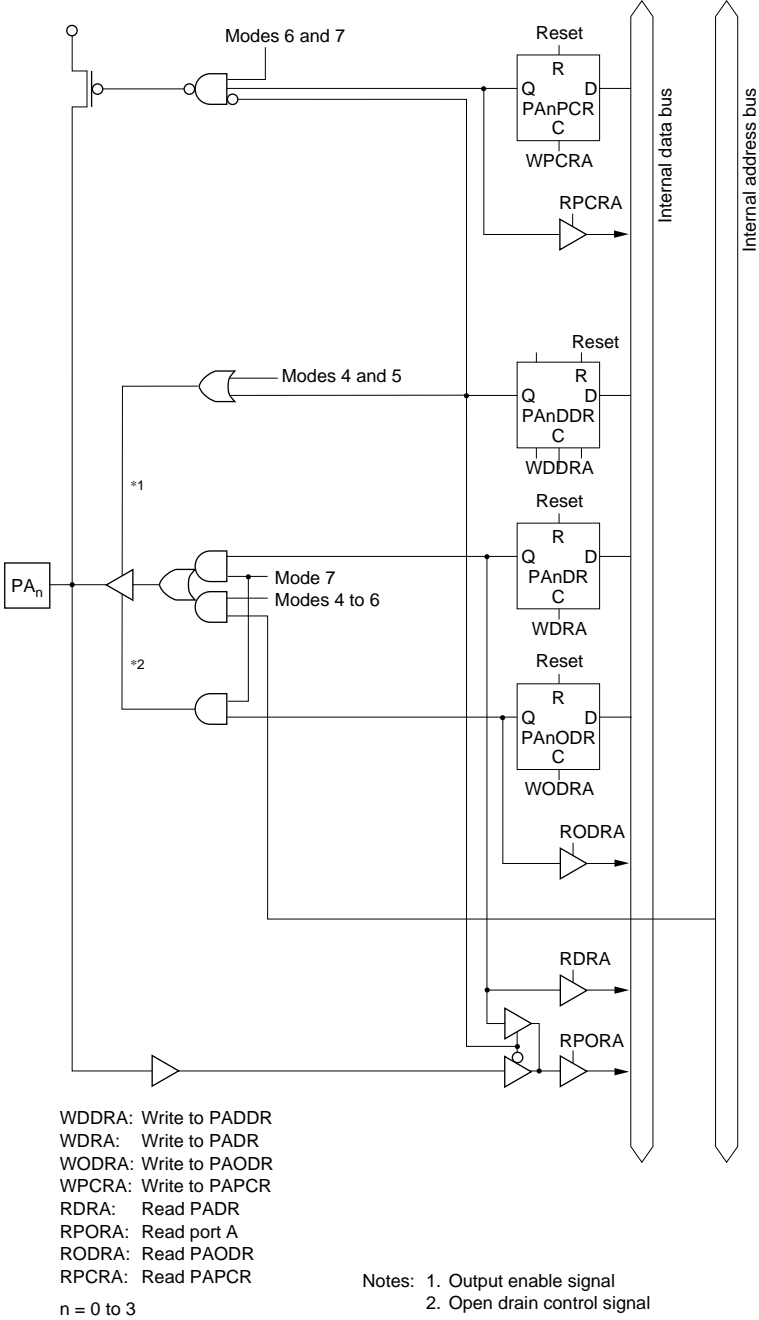 Modes 6 and 7
Reset
R
Q D
PAnPCR
C
WPCRA
RPCRA
Internal data bus
Internal address bus
Reset
R
Modes 4 and 5
Q D
PAnDDR
C
WDDRA
*1
Reset
R
Q D
PAnDR
C
WDRA
PAn
Mode 7
Modes 4 to 6
*2
Reset
R
Q D
PAnODR
C
WODRA
RODRA
RDRA
RPORA
WDDRA: Write to PADDR
WDRA: Write to PADR
WODRA: Write to PAODR
WPCRA: Write to PAPCR
RDRA: Read PADR
RPORA: Read port A
RODRA: Read PAODR
RPCRA: Read PAPCR
n = 0 to 3
Notes: 1. Output enable signal
2. Open drain control signal